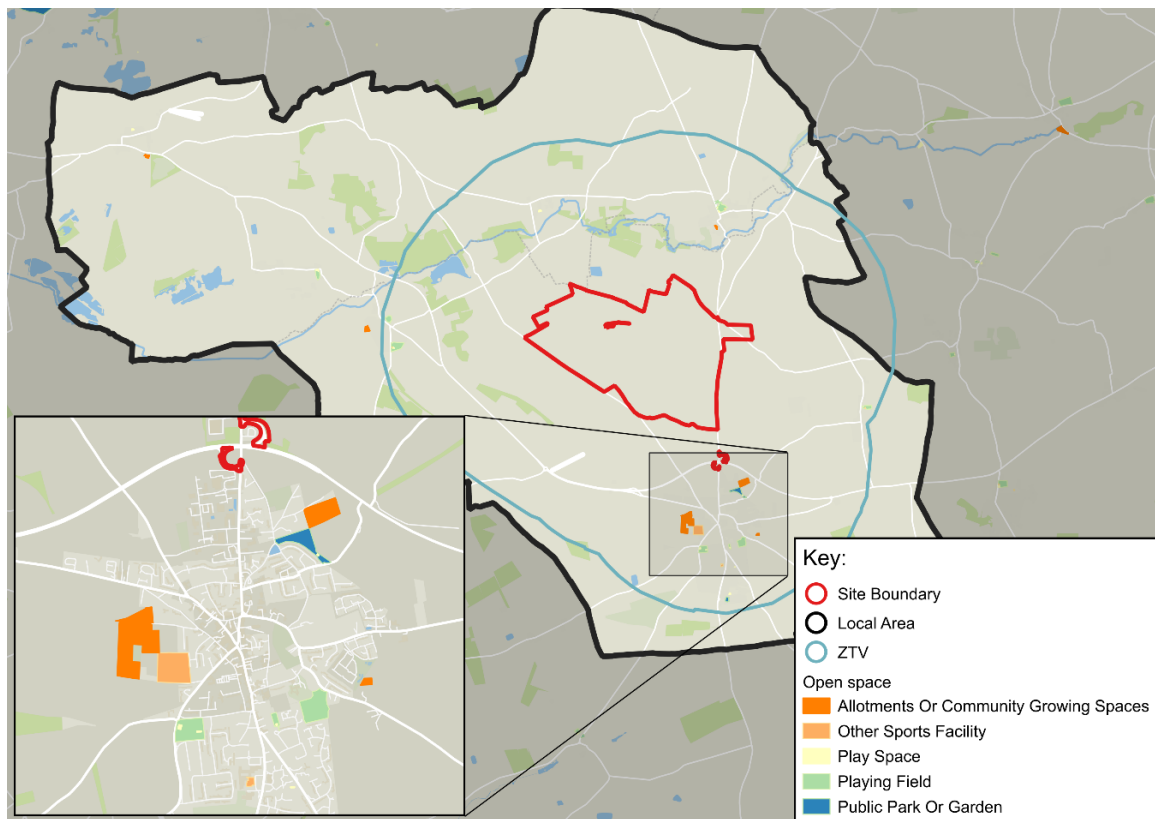 Key:
Site Boundary
Local Area
ZTV
Open space
Allotments Or Community Growing Spaces
Other Sports Facility
Play Space
Playing Field
Public Park Or Garden